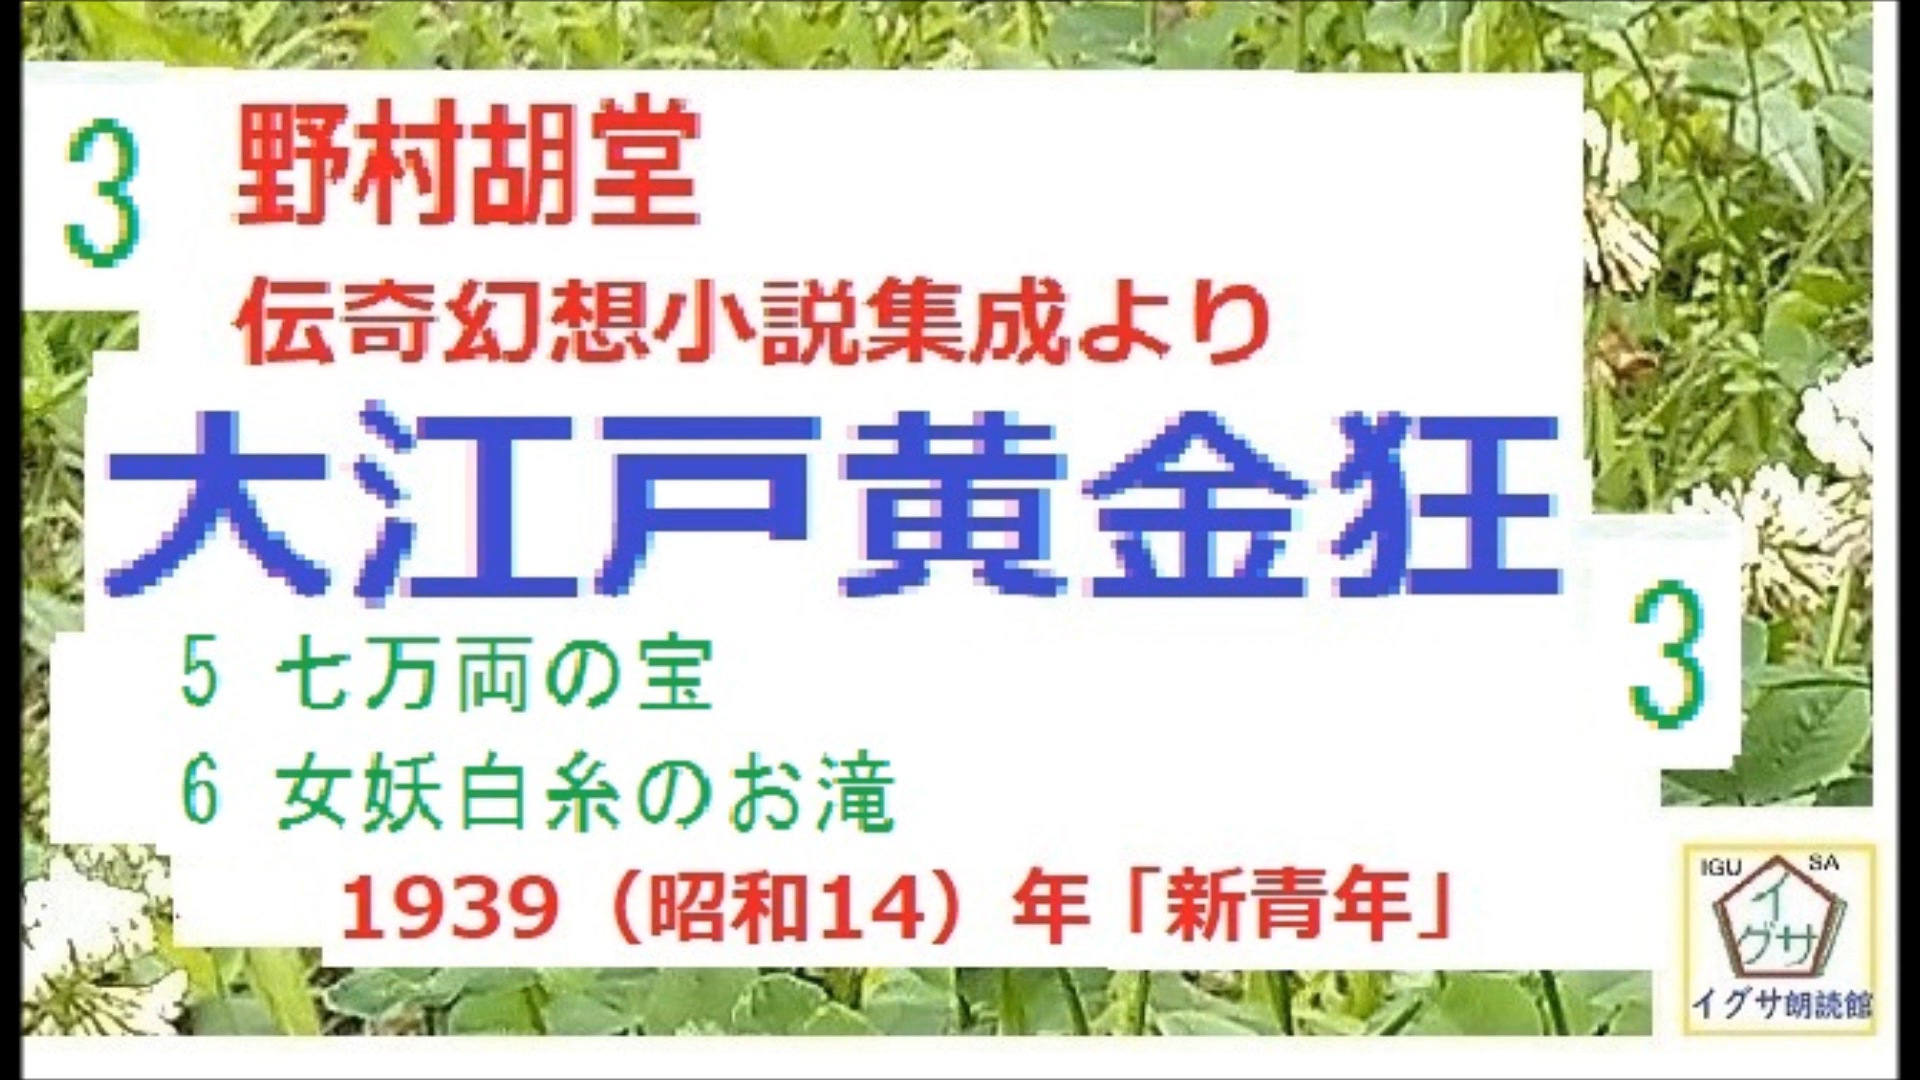 3
野村胡堂
伝奇幻想小説集成より
大江戸黄金狂
5 七万両の宝
6 女妖白糸のお滝
3
1939（昭和14）年「新青年」
IGU SA
イ
グサ
イグサ朗読館